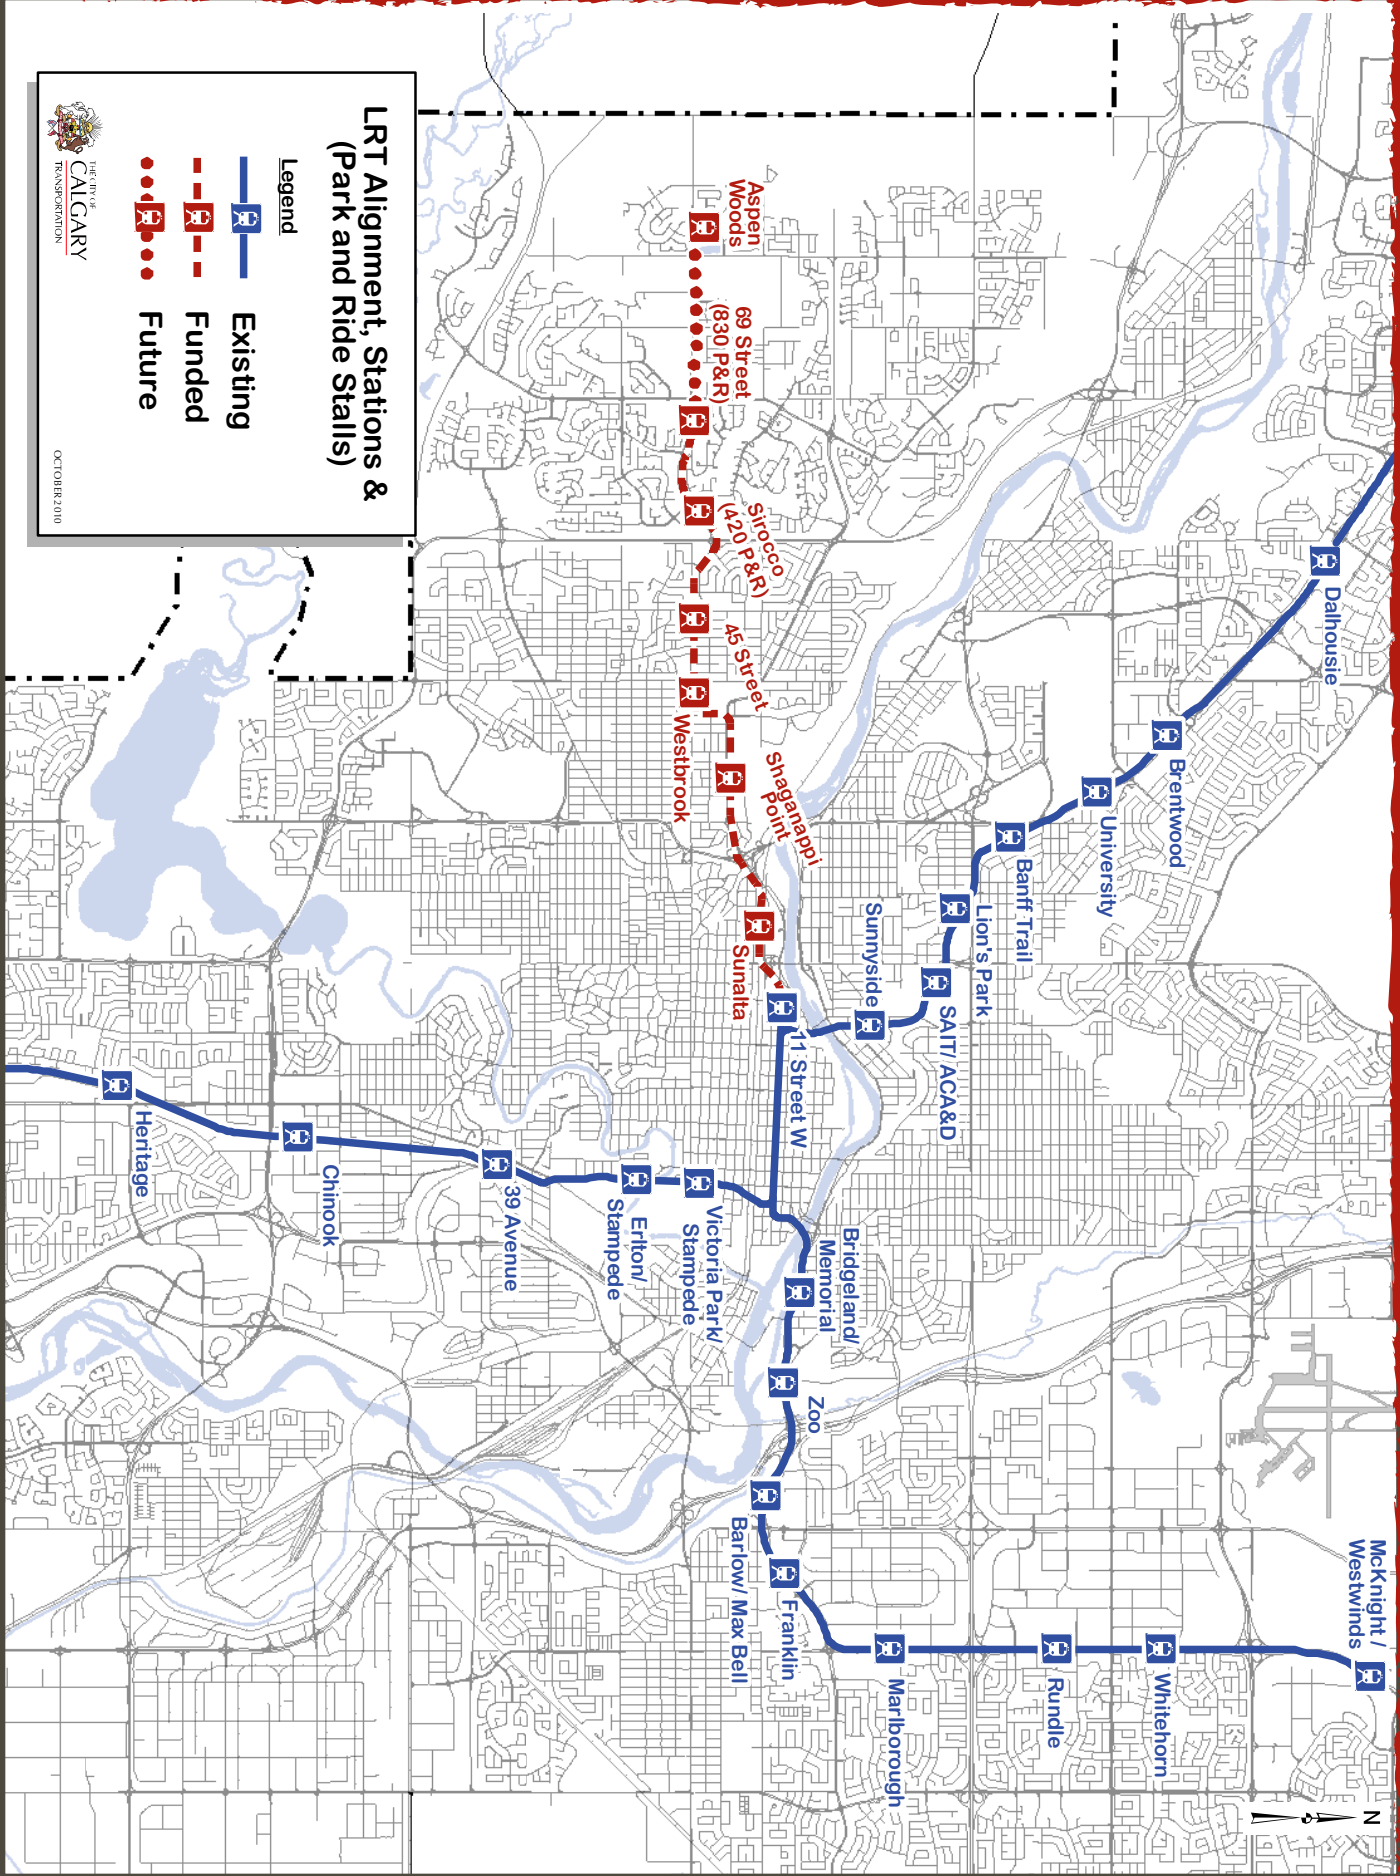 LRT Alignment, Stations &
(Park and Ride Stalls)
Legend
Existing
Funded
Future
THE CITY OF
CALGARY
TRANSPORTATION
OCTOBER 2010
Aspen
Woods
69 Street
(830 P&R)
Sirocco
(420 P&R)
45 Street
Westbrook
Shaganappi
Point
Sunalta
11 Street W
Sunnyside
SAIT/ ACA&D
Lion's Park
Banff Trail
University
Brentwood
Dalhousie
Heritage
Chinook
39 Avenue
Erlton/
Stampede
Victoria Park/
Stampede
Bridgeland/
Memorial
Zoo
Barlow/ Max Bell
Franklin
Marlborough
Rundle
Whitehorn
McKnight /
Westwinds
N